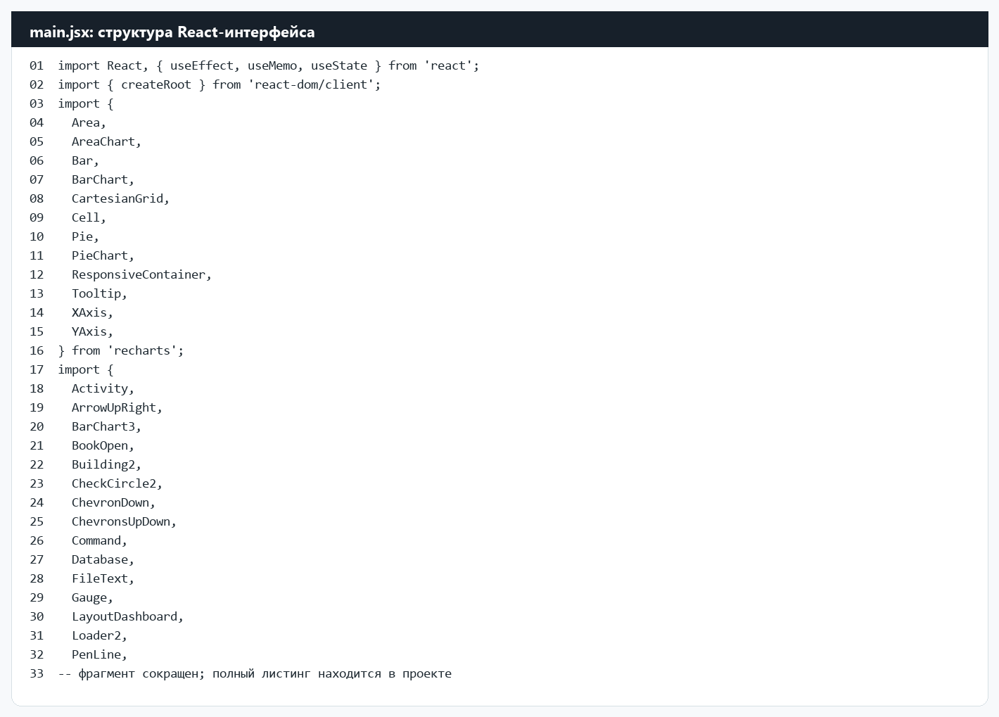 main.jsx: структура React-интерфейса
01  import React, { useEffect, useMemo, useState } from 'react';
02  import { createRoot } from 'react-dom/client';
03  import {
04    Area,
05    AreaChart,
06    Bar,
07    BarChart,
08    CartesianGrid,
09    Cell,
10    Pie,
11    PieChart,
12    ResponsiveContainer,
13    Tooltip,
14    XAxis,
15    YAxis,
16  } from 'recharts';
17  import {
18    Activity,
19    ArrowUpRight,
20    BarChart3,
21    BookOpen,
22    Building2,
23    CheckCircle2,
24    ChevronDown,
25    ChevronsUpDown,
26    Command,
27    Database,
28    FileText,
29    Gauge,
30    LayoutDashboard,
31    Loader2,
32    PenLine,
33  -- фрагмент сокращен; полный листинг находится в проекте